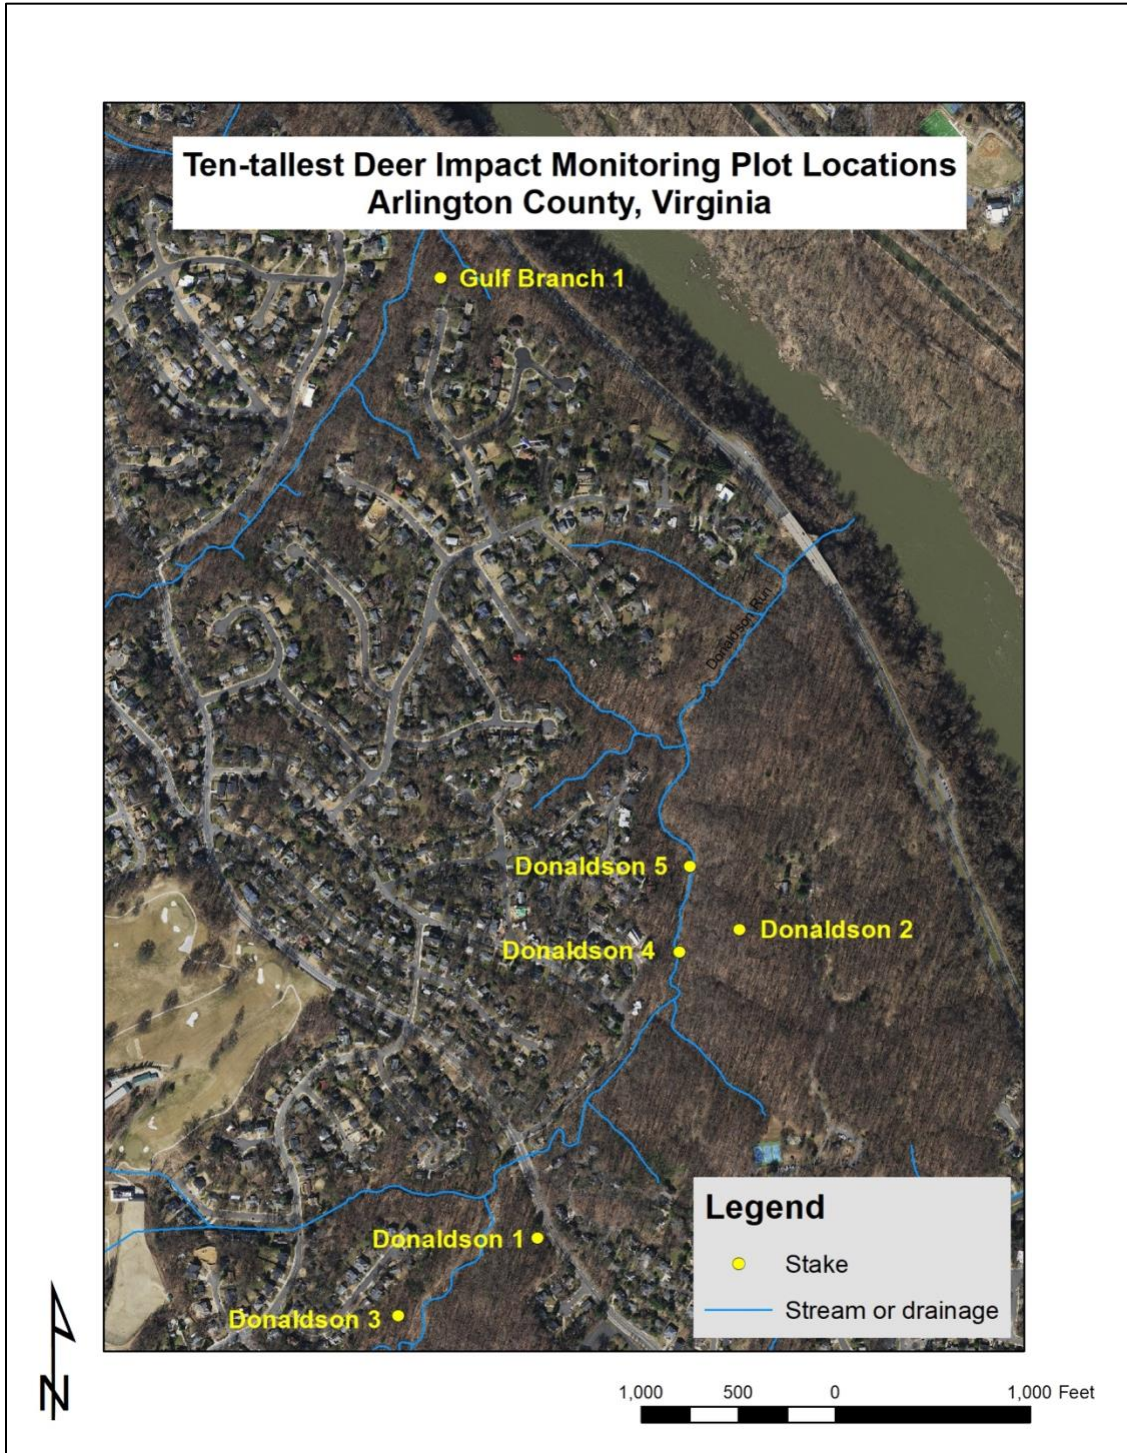 Ten-tallest Deer Impact Monitoring Plot Locations
Arlington County, Virginia
Gulf Branch 1
Donaldson Run
Donaldson 5
Donaldson 2
Donaldson 4
Donaldson 1
Donaldson 3
Legend
Stake
Stream or drainage
N
1,000 500 0 1,000 Feet